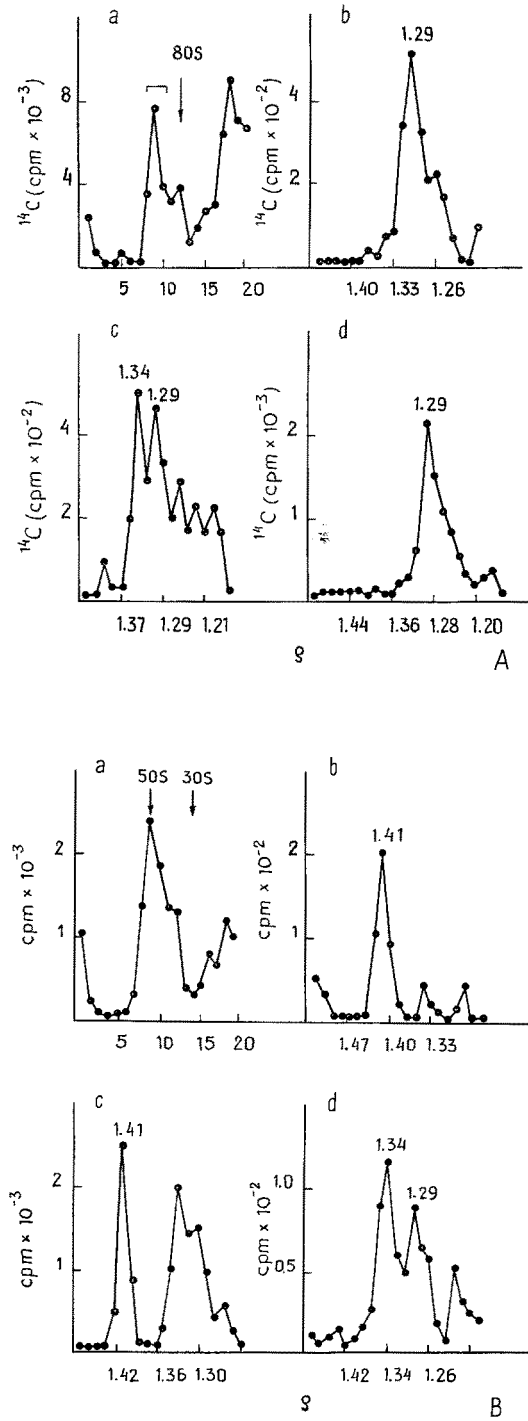 a
80S
¹⁴C (cpm × 10⁻³)
8
4
5 10 15 20
b
1.29
¹⁴C (cpm × 10⁻²)
4
2
1.40 1.33 1.26
c
1.34
1.29
¹⁴C (cpm × 10⁻²)
4
2
1.37 1.29 1.21
d
1.29
¹⁴C (cpm × 10⁻³)
2
1
1.44 1.36 1.28 1.20
ρ A
a
50S 30S
cpm × 10⁻³
2
1
5 10 15 20
b
1.41
cpm × 10⁻²
2
1
1.47 1.40 1.33
c
1.41
cpm × 10⁻³
2
1
1.42 1.36 1.30
d
1.34
1.29
cpm × 10⁻²
1.0
0.5
1.42 1.34 1.26
ρ B